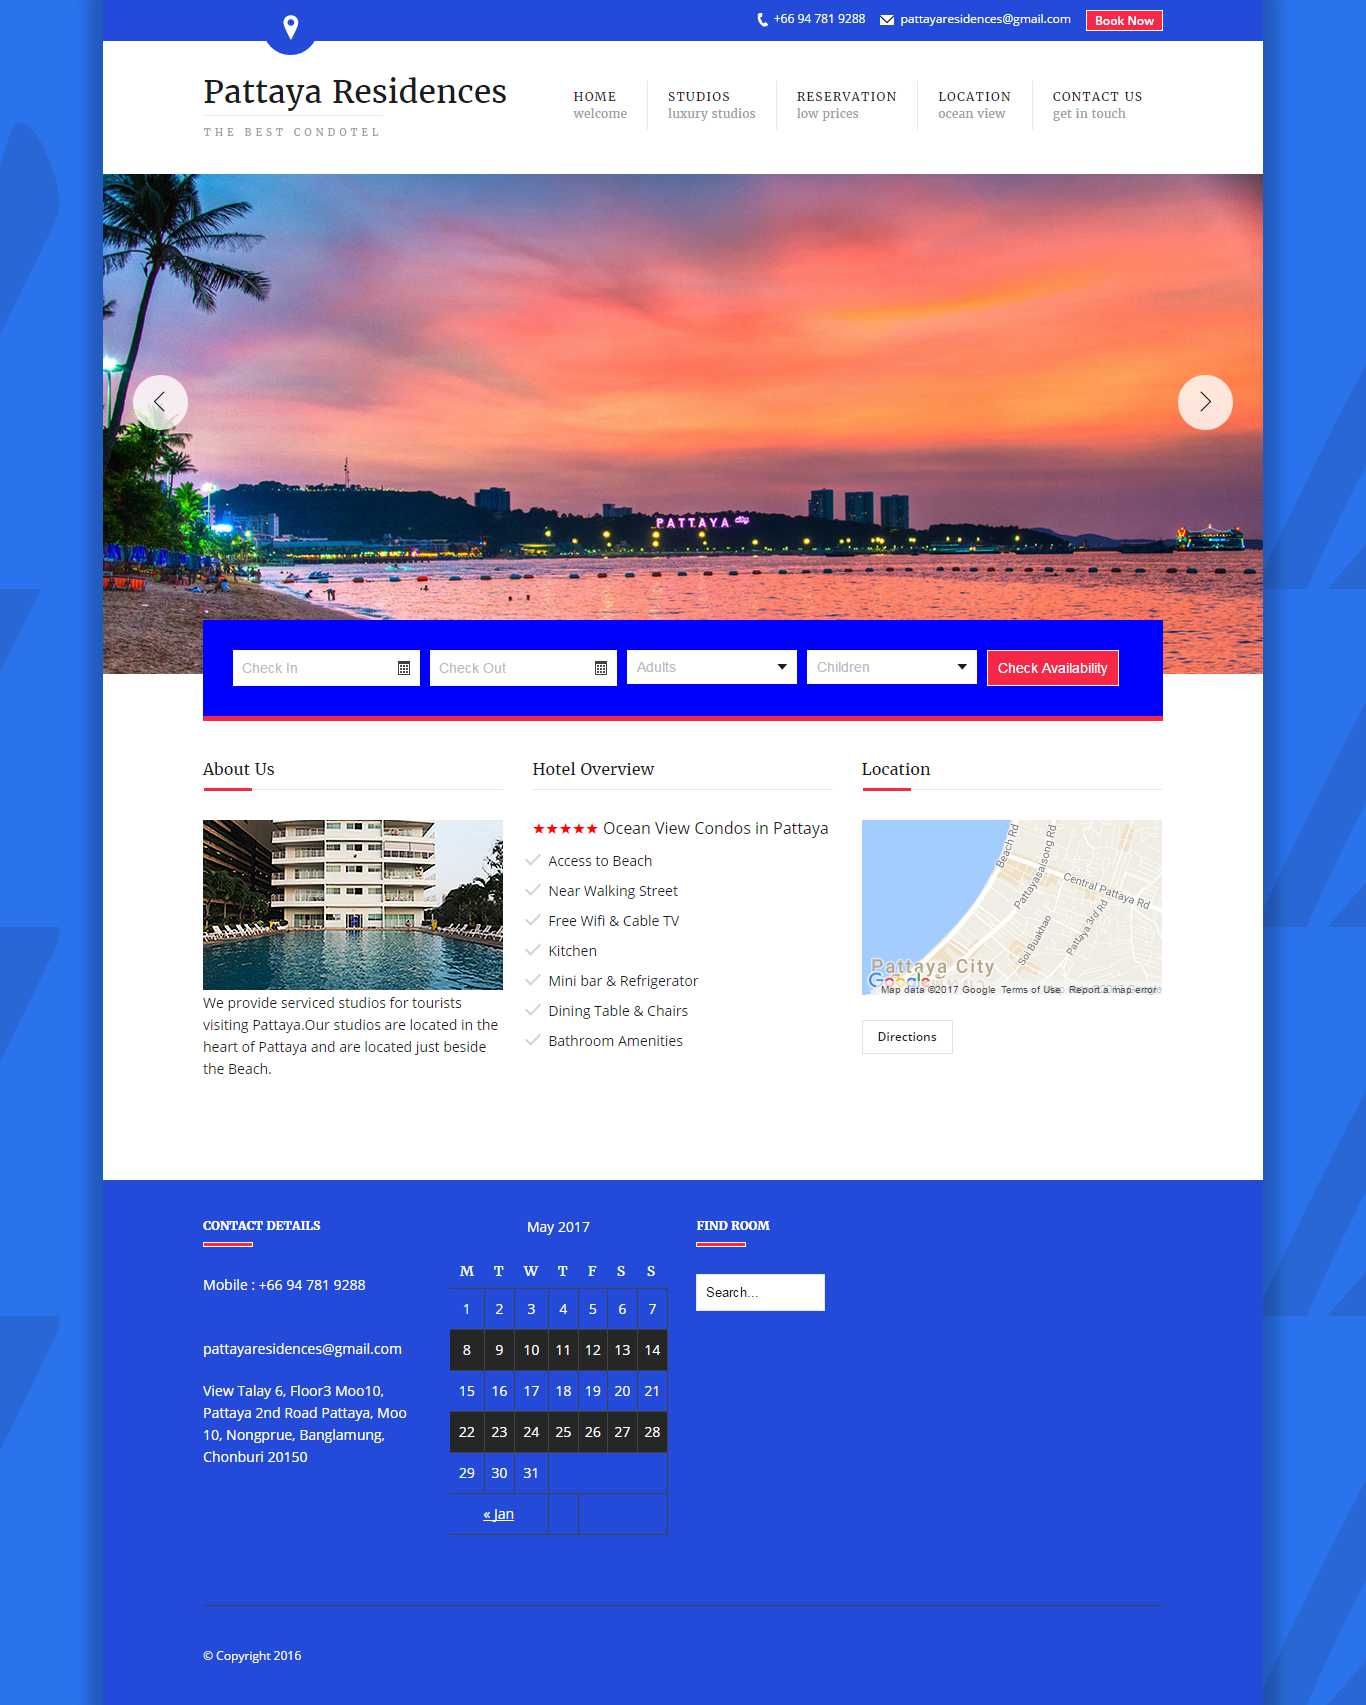 +66 94 781 9288 pattayaresidences@gmail.com Book Now
Pattaya Residences
THE BEST CONDOTEL
HOME STUDIOS RESERVATION LOCATION CONTACT US
welcome luxury studios low prices ocean view get in touch
PATTAYA city
Check In Check Out Adults Children Check Availability
About Us
We provide serviced studios for tourists
visiting Pattaya.Our studios are located in the
heart of Pattaya and are located just beside
the Beach.
Hotel Overview
★★★★★ Ocean View Condos in Pattaya
Access to Beach
Near Walking Street
Free Wifi & Cable TV
Kitchen
Mini bar & Refrigerator
Dining Table & Chairs
Bathroom Amenities
Location
Beach Rd
Pattayasaisong Rd
Central Pattaya Rd
Soi Buakhao
Pattaya 3rd Rd
Pattaya City
Google
Map data ©2017 Google Terms of Use Report a map error
Directions
CONTACT DETAILS
Mobile : +66 94 781 9288
pattayaresidences@gmail.com
View Talay 6, Floor3 Moo10,
Pattaya 2nd Road Pattaya, Moo
10, Nongprue, Banglamung,
Chonburi 20150
May 2017
M T W T F S S
1 2 3 4 5 6 7
8 9 10 11 12 13 14
15 16 17 18 19 20 21
22 23 24 25 26 27 28
29 30 31
« Jan
FIND ROOM
Search...
© Copyright 2016